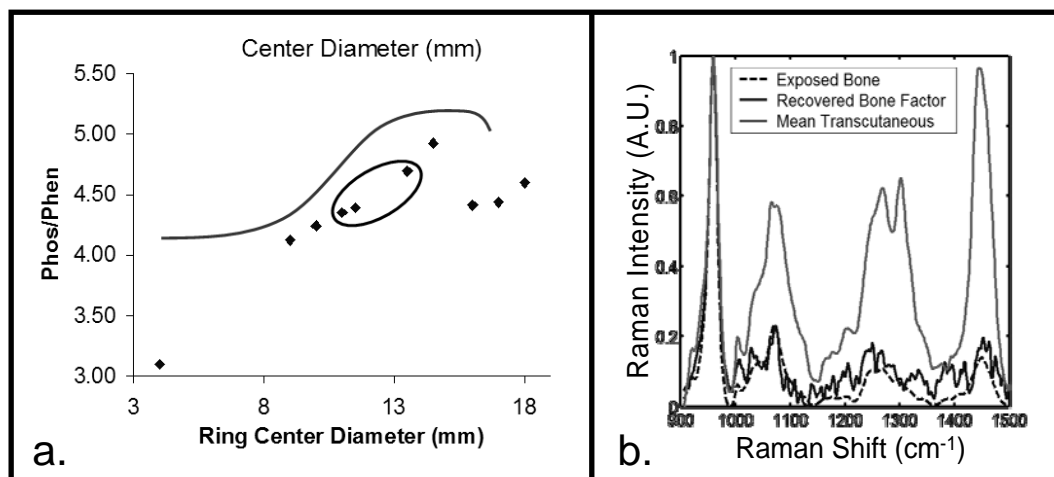 Center Diameter (mm)
5.50
5.00
4.50
4.00
3.50
3.00
Phos/Phen
3 8 13 18
Ring Center Diameter (mm)
a.
1
0.8
0.6
0.4
0.2
0
Raman Intensity (A.U.)
Exposed Bone
Recovered Bone Factor
Mean Transcutaneous
900 1000 1100 1200 1300 1400 1500
Raman Shift (cm-1)
b.